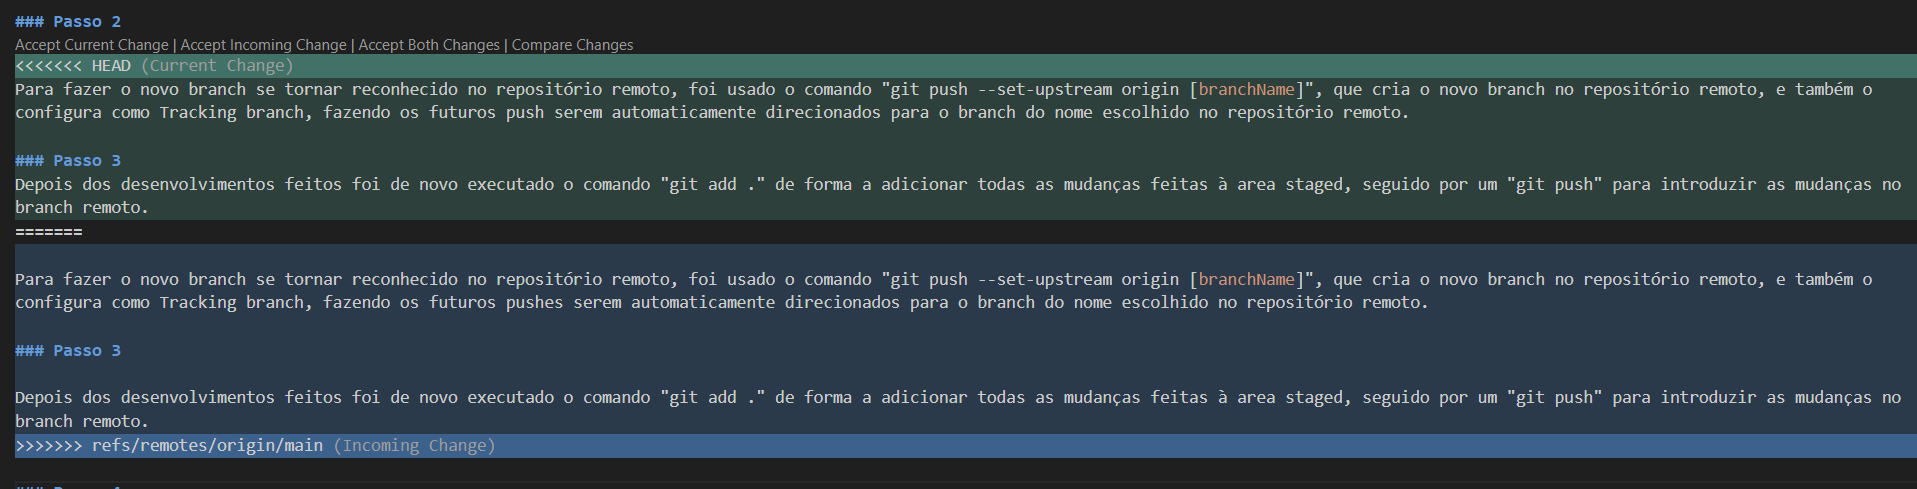 ### Passo 2
Accept Current Change | Accept Incoming Change | Accept Both Changes | Compare Changes
<<<<<<< HEAD (Current Change)
Para fazer o novo branch se tornar reconhecido no repositório remoto, foi usado o comando "git push --set-upstream origin [branchName]", que cria o novo branch no repositório remoto, e também o
configura como Tracking branch, fazendo os futuros push serem automaticamente direcionados para o branch do nome escolhido no repositório remoto.
### Passo 3
Depois dos desenvolvimentos feitos foi de novo executado o comando "git add ." de forma a adicionar todas as mudanças feitas à area staged, seguido por um "git push" para introduzir as mudanças no
branch remoto.
=======
Para fazer o novo branch se tornar reconhecido no repositório remoto, foi usado o comando "git push --set-upstream origin [branchName]", que cria o novo branch no repositório remoto, e também o
configura como Tracking branch, fazendo os futuros pushes serem automaticamente direcionados para o branch do nome escolhido no repositório remoto.
### Passo 3
Depois dos desenvolvimentos feitos foi de novo executado o comando "git add ." de forma a adicionar todas as mudanças feitas à area staged, seguido por um "git push" para introduzir as mudanças no
branch remoto.
>>>>>>> refs/remotes/origin/main (Incoming Change)